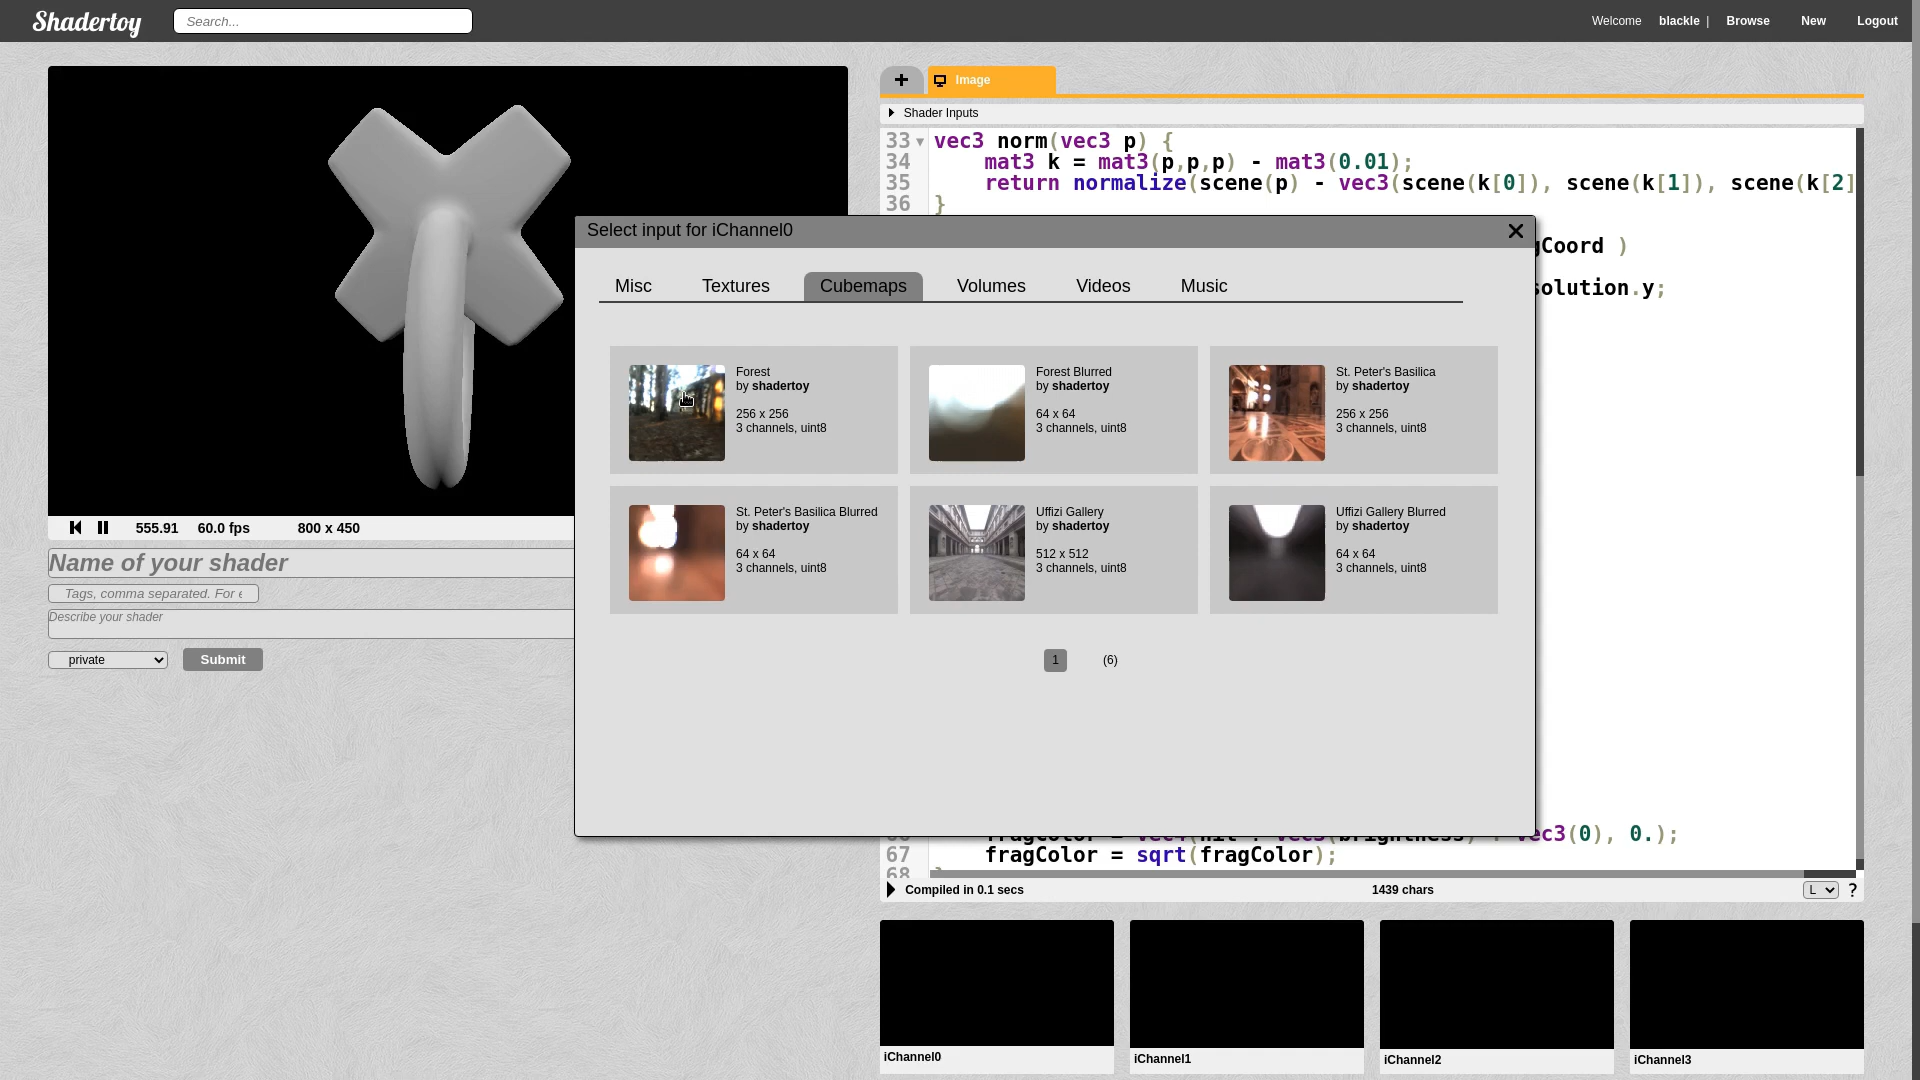 Shadertoy
Search...
Welcome blackle | Browse New Logout
+ Image
Shader Inputs
33 vec3 norm(vec3 p) {
34 mat3 k = mat3(p,p,p) - mat3(0.01);
35 return normalize(scene(p) - vec3(scene(k[0]), scene(k[1]), scene(k[2]
36 }
gCoord )
solution.y;
Select input for iChannel0
Misc Textures Cubemaps Volumes Videos Music
Forest
by shadertoy
256 x 256
3 channels, uint8
Forest Blurred
by shadertoy
64 x 64
3 channels, uint8
St. Peter's Basilica
by shadertoy
256 x 256
3 channels, uint8
St. Peter's Basilica Blurred
by shadertoy
64 x 64
3 channels, uint8
Uffizi Gallery
by shadertoy
512 x 512
3 channels, uint8
Uffizi Gallery Blurred
by shadertoy
64 x 64
3 channels, uint8
1 (6)
555.91 60.0 fps 800 x 450
Name of your shader
Tags, comma separated. For e
Describe your shader
private Submit
vec3(0), 0.);
67 fragColor = sqrt(fragColor);
68 }
Compiled in 0.1 secs 1439 chars L ?
iChannel0 iChannel1 iChannel2 iChannel3